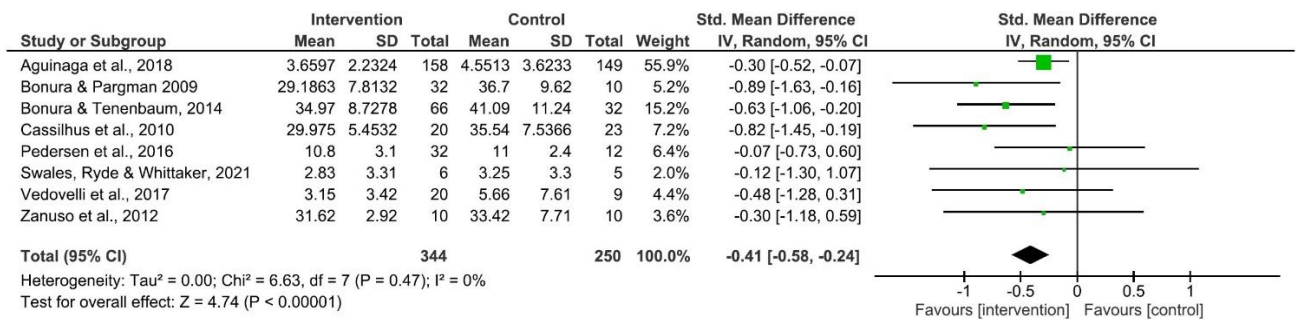 Intervention Control Std. Mean Difference Std. Mean Difference
Study or Subgroup Mean SD Total Mean SD Total Weight IV, Random, 95% CI IV, Random, 95% CI
Aguinaga et al., 2018 3.6597 2.2324 158 4.5513 3.6233 149 55.9% -0.30 [-0.52, -0.07]
Bonura & Pargman 2009 29.1863 7.8132 32 36.7 9.62 10 5.2% -0.89 [-1.63, -0.16]
Bonura & Tenenbaum, 2014 34.97 8.7278 66 41.09 11.24 32 15.2% -0.63 [-1.06, -0.20]
Cassilhus et al., 2010 29.975 5.4532 20 35.54 7.5366 23 7.2% -0.82 [-1.45, -0.19]
Pedersen et al., 2016 10.8 3.1 32 11 2.4 12 6.4% -0.07 [-0.73, 0.60]
Swales, Ryde & Whittaker, 2021 2.83 3.31 6 3.25 3.3 5 2.0% -0.12 [-1.30, 1.07]
Vedovelli et al., 2017 3.15 3.42 20 5.66 7.61 9 4.4% -0.48 [-1.28, 0.31]
Zanuso et al., 2012 31.62 2.92 10 33.42 7.71 10 3.6% -0.30 [-1.18, 0.59]
Total (95% CI) 344 250 100.0% -0.41 [-0.58, -0.24]
Heterogeneity: Tau² = 0.00; Chi² = 6.63, df = 7 (P = 0.47); I² = 0%
Test for overall effect: Z = 4.74 (P < 0.00001)
-1 -0.5 0 0.5 1
Favours [intervention] Favours [control]